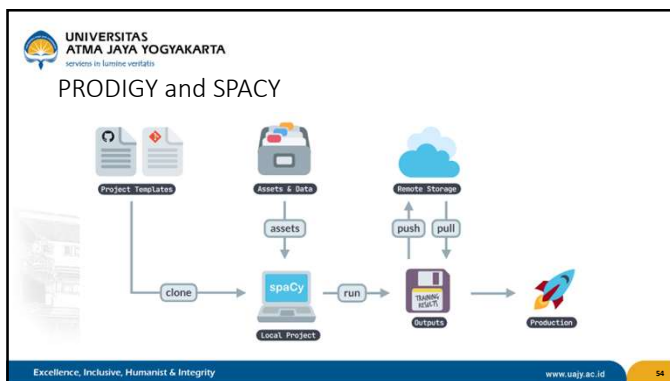 UNIVERSITAS
ATMA JAYA YOGYAKARTA
serviens in lumine veritatis
PRODIGY and SPACY
Project Templates
Assets & Data
Remote Storage
assets
push
pull
clone
spaCy
run
TRAINING
RESULTS
Local Project
Outputs
Production
Excellence, Inclusive, Humanist & Integrity
www.uajy.ac.id
54